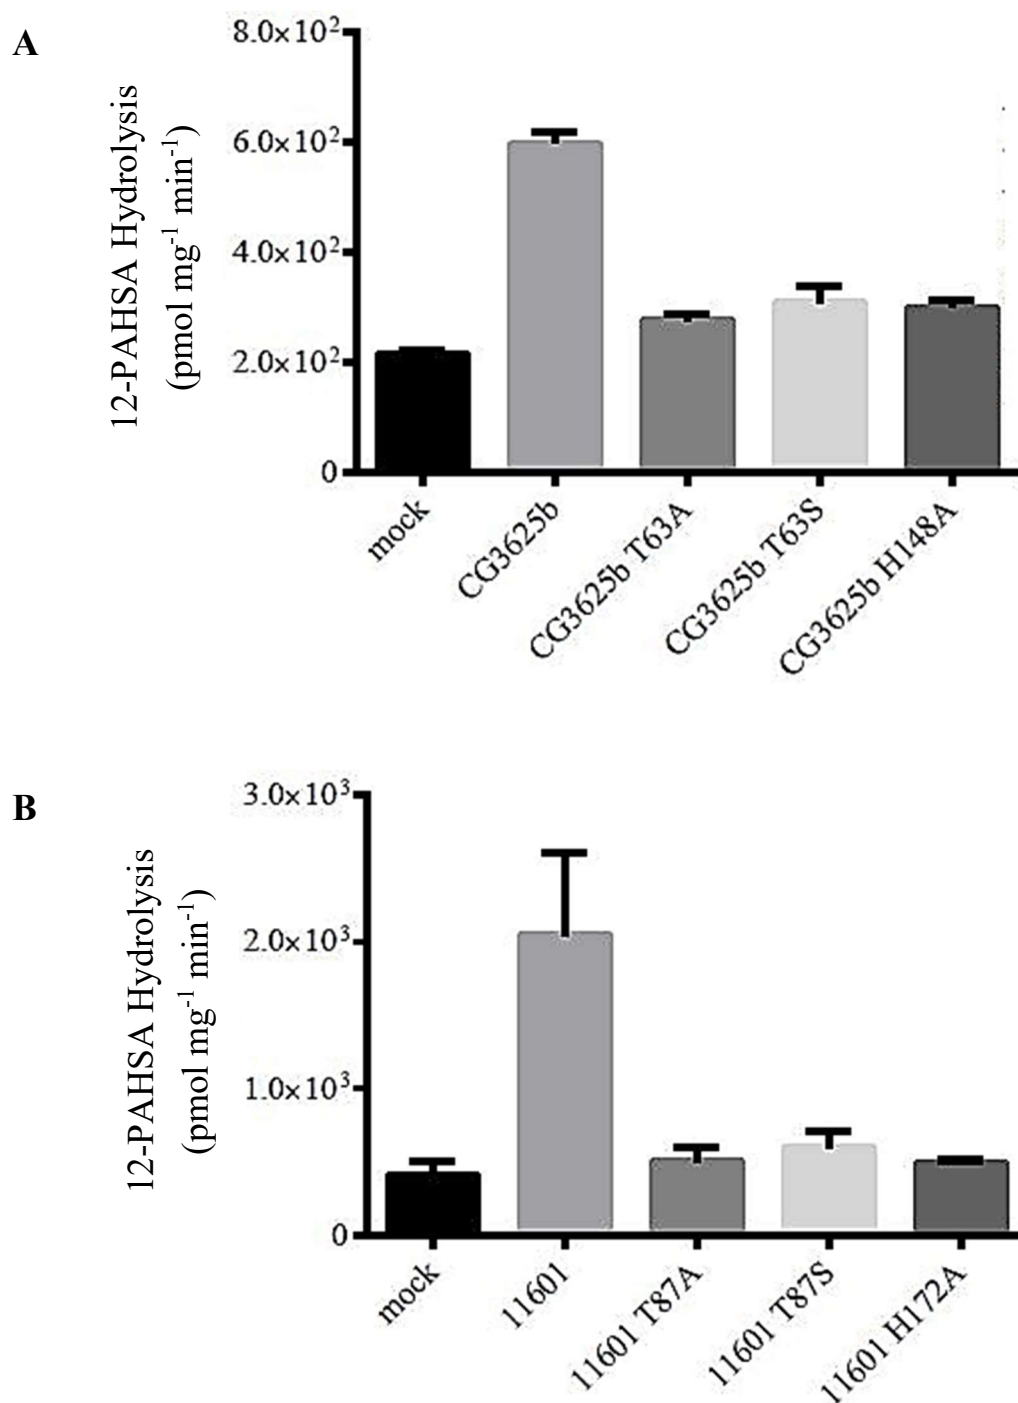 A
12-PAHSA Hydrolysis
(pmol mg⁻¹ min⁻¹)
8.0×10²
6.0×10²
4.0×10²
2.0×10²
0
mock
CG3625b
CG3625b T63A
CG3625b T63S
CG3625b H148A
B
12-PAHSA Hydrolysis
(pmol mg⁻¹ min⁻¹)
3.0×10³
2.0×10³
1.0×10³
0
mock
11601
11601 T87A
11601 T87S
11601 H172A